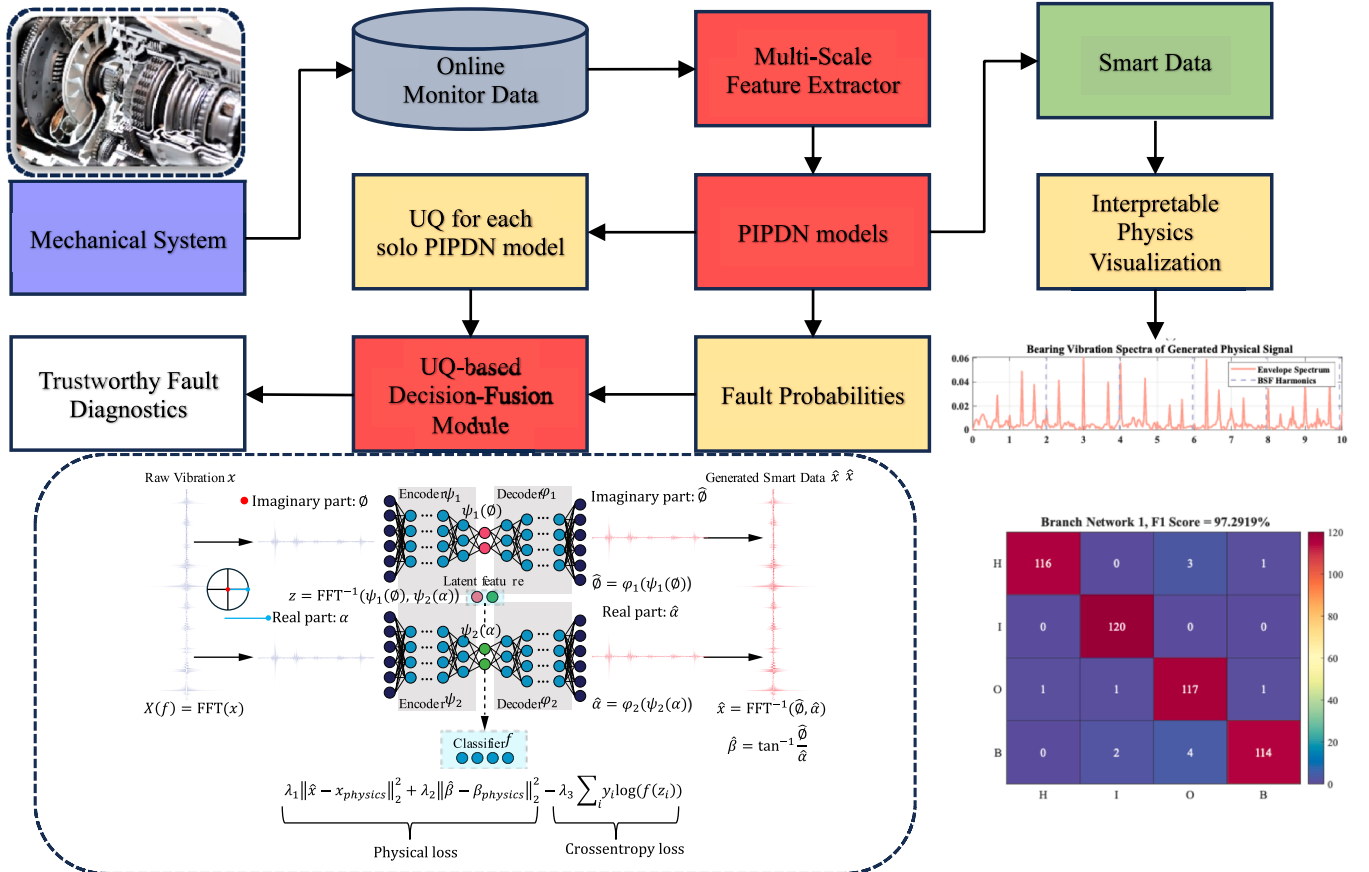 Online
Monitor Data
Multi-Scale
Feature Extractor
Smart Data
Mechanical System
UQ for each
solo PIPDN model
PIPDN models
Interpretable
Physics
Visualization
Trustworthy Fault
Diagnostics
UQ-based
Decision-Fusion
Module
Fault Probabilities
Bearing Vibration Spectra of Generated Physical Signal
Envelope Spectrum
BSF Harmonics
0.06
0.04
0.02
0
0 1 2 3 4 5 6 7 8 9 10
Raw Vibration x
Imaginary part: ∅
Encoder ψ₁
ψ₁(∅)
Decoder φ₁
Imaginary part: ∅̂
Generated Smart Data x̂ x̂
∅̂ = φ₁(ψ₁(∅))
z = FFT⁻¹(ψ₁(∅), ψ₂(α))
Latent featu re
Real part: α
ψ₂(α)
Real part: α̂
X(f) = FFT(x)
Encoder ψ₂
Decoder φ₂
α̂ = φ₂(ψ₂(α))
x̂ = FFT⁻¹(∅̂, α̂)
β̂ = tan⁻¹ ∅̂/α̂
Classifier f
λ₁‖x̂ − x_physics‖₂² + λ₂‖β̂ − β_physics‖₂² − λ₃ ∑ᵢ yᵢlog(f(zᵢ))
Physical loss
Crossentropy loss
Branch Network 1, F1 Score = 97.2919%
H 116 0 3 1
I 0 120 0 0
O 1 1 117 1
B 0 2 4 114
H I O B
120
100
80
60
40
20
0